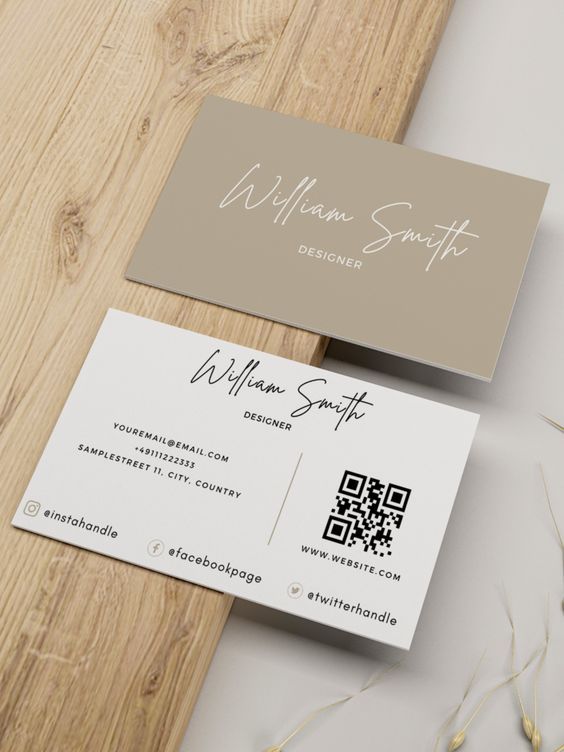 William Smith
DESIGNER
William Smith
DESIGNER
YOUREMAIL@EMAIL.COM
+49111222333
SAMPLESTREET 11, CITY, COUNTRY
WWW.WEBSITE.COM
@instahandle
@facebookpage
@twitterhandle